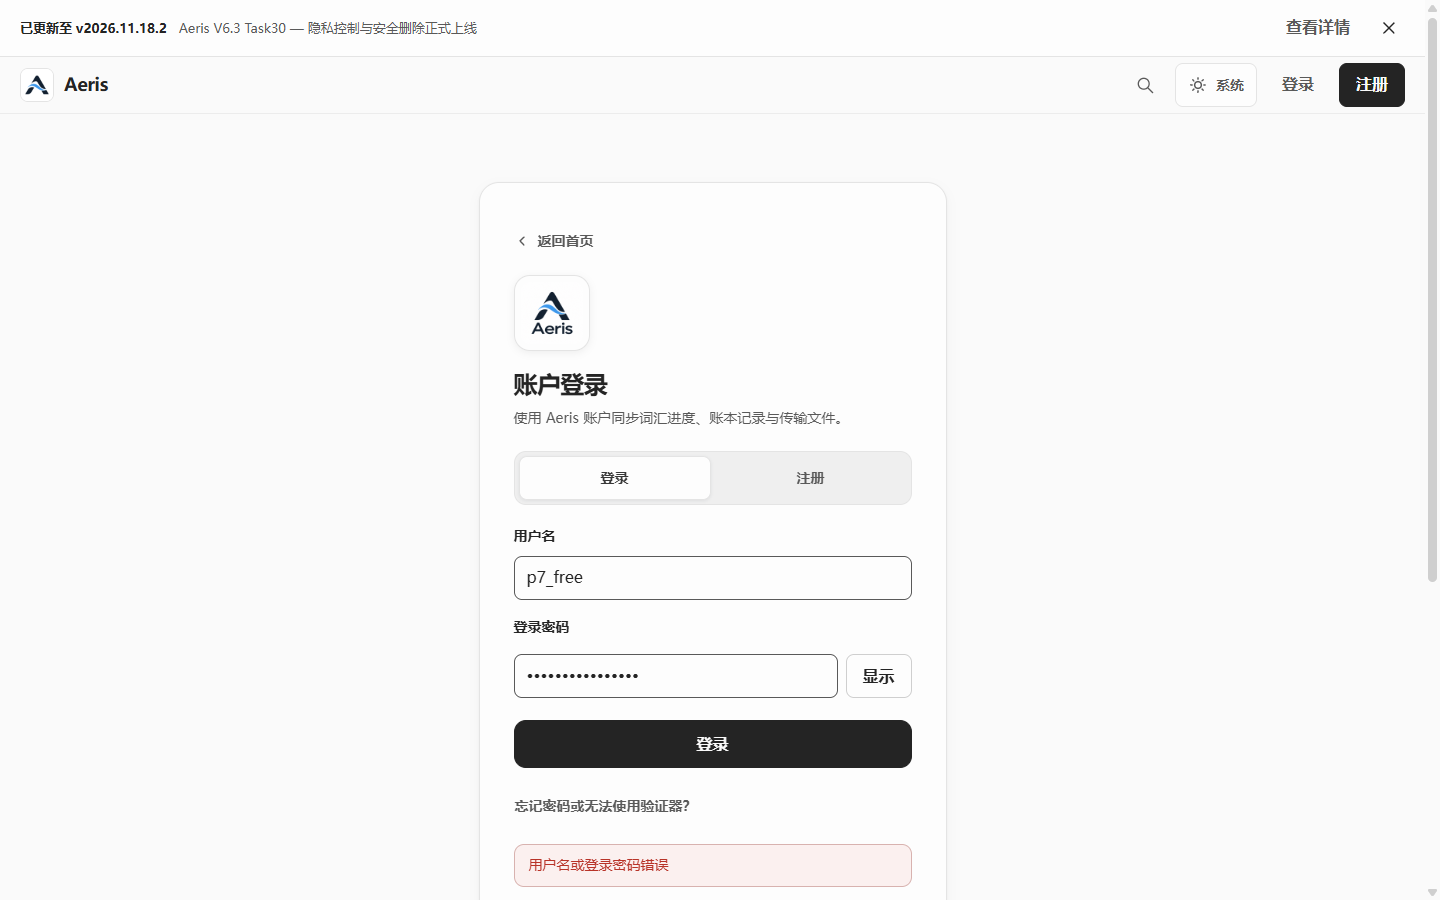 已更新至 v2026.11.18.2 Aeris V6.3 Task30 — 隐私控制与安全删除正式上线 查看详情
Aeris 系统 登录 注册
返回首页
Aeris
账户登录
使用 Aeris 账户同步词汇进度、账本记录与传输文件。
登录 注册
用户名
p7_free
登录密码
•••••••••••••••• 显示
登录
忘记密码或无法使用验证器?
用户名或登录密码错误